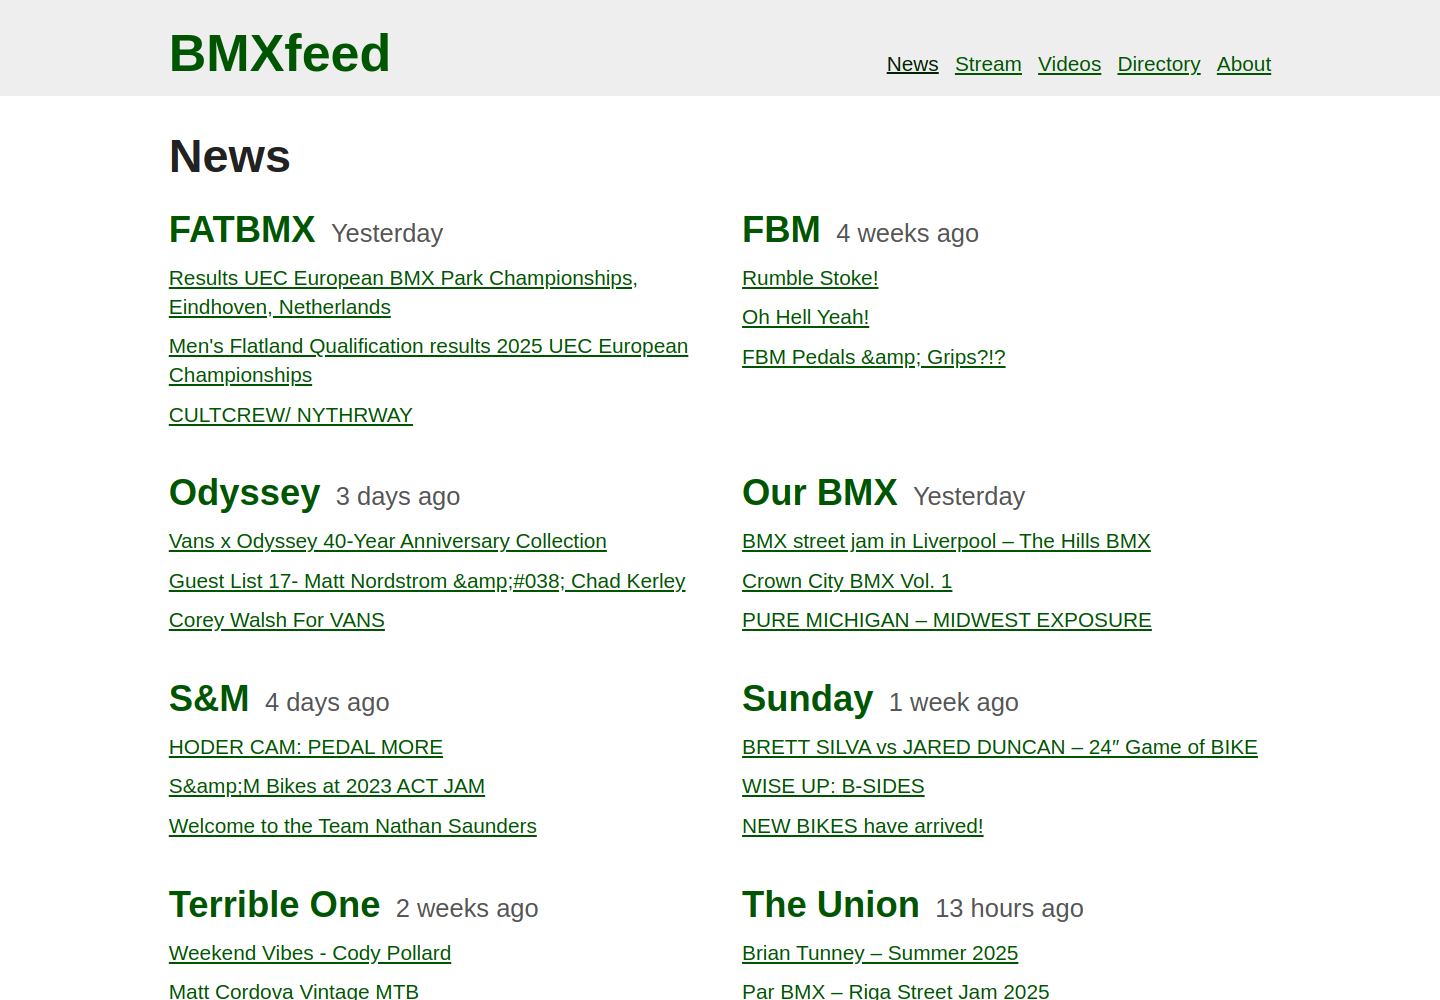 BMXfeed
News Stream Videos Directory About
News
FATBMX Yesterday
Results UEC European BMX Park Championships,
Eindhoven, Netherlands
Men's Flatland Qualification results 2025 UEC European
Championships
CULTCREW/ NYTHRWAY
FBM 4 weeks ago
Rumble Stoke!
Oh Hell Yeah!
FBM Pedals &amp; Grips?!?
Odyssey 3 days ago
Vans x Odyssey 40-Year Anniversary Collection
Guest List 17- Matt Nordstrom &amp;#038; Chad Kerley
Corey Walsh For VANS
Our BMX Yesterday
BMX street jam in Liverpool – The Hills BMX
Crown City BMX Vol. 1
PURE MICHIGAN – MIDWEST EXPOSURE
S&M 4 days ago
HODER CAM: PEDAL MORE
S&amp;M Bikes at 2023 ACT JAM
Welcome to the Team Nathan Saunders
Sunday 1 week ago
BRETT SILVA vs JARED DUNCAN – 24″ Game of BIKE
WISE UP: B-SIDES
NEW BIKES have arrived!
Terrible One 2 weeks ago
Weekend Vibes - Cody Pollard
Matt Cordova Vintage MTB
The Union 13 hours ago
Brian Tunney – Summer 2025
Par BMX – Riga Street Jam 2025